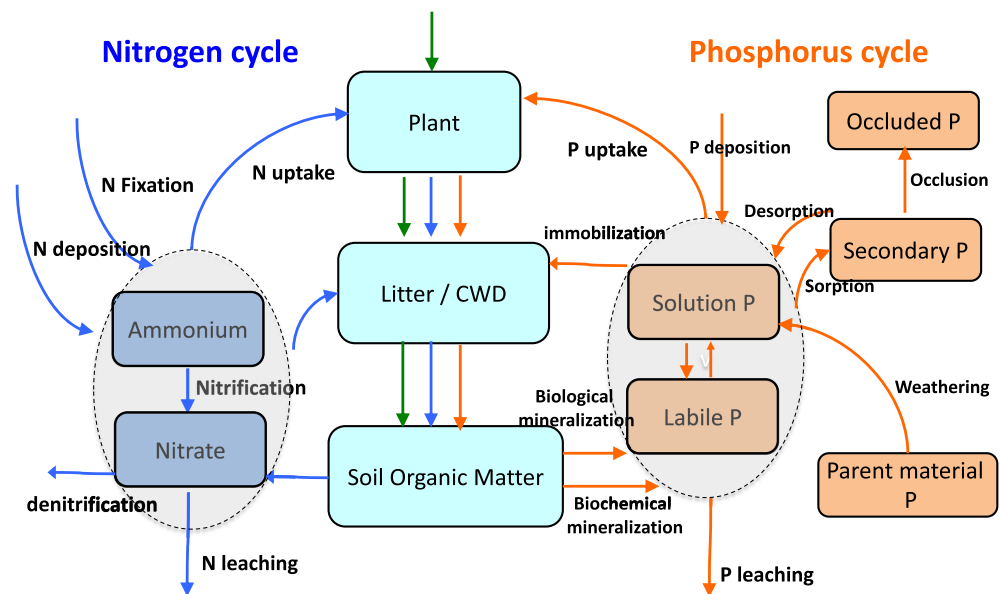 Nitrogen cycle
Phosphorus cycle
Plant
Occluded P
P deposition
P uptake
N uptake
N Fixation
Occlusion
Desorption
immobilization
N deposition
Secondary P
Sorption
Litter / CWD
Solution P
Ammonium
Nitrification
Weathering
Biological
mineralization
Labile P
Nitrate
Soil Organic Matter
Parent material
P
denitrification
Biochemical
mineralization
N leaching
P leaching